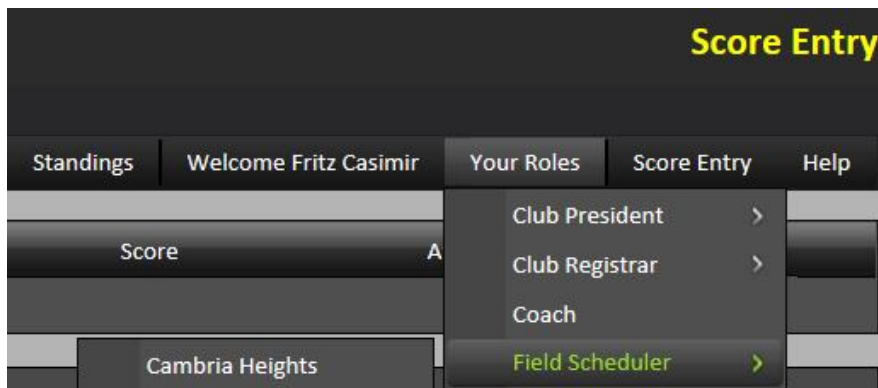 Score Entry
Standings Welcome Fritz Casimir Your Roles Score Entry Help
Club President
Score A
Club Registrar
Coach
Cambria Heights
Field Scheduler